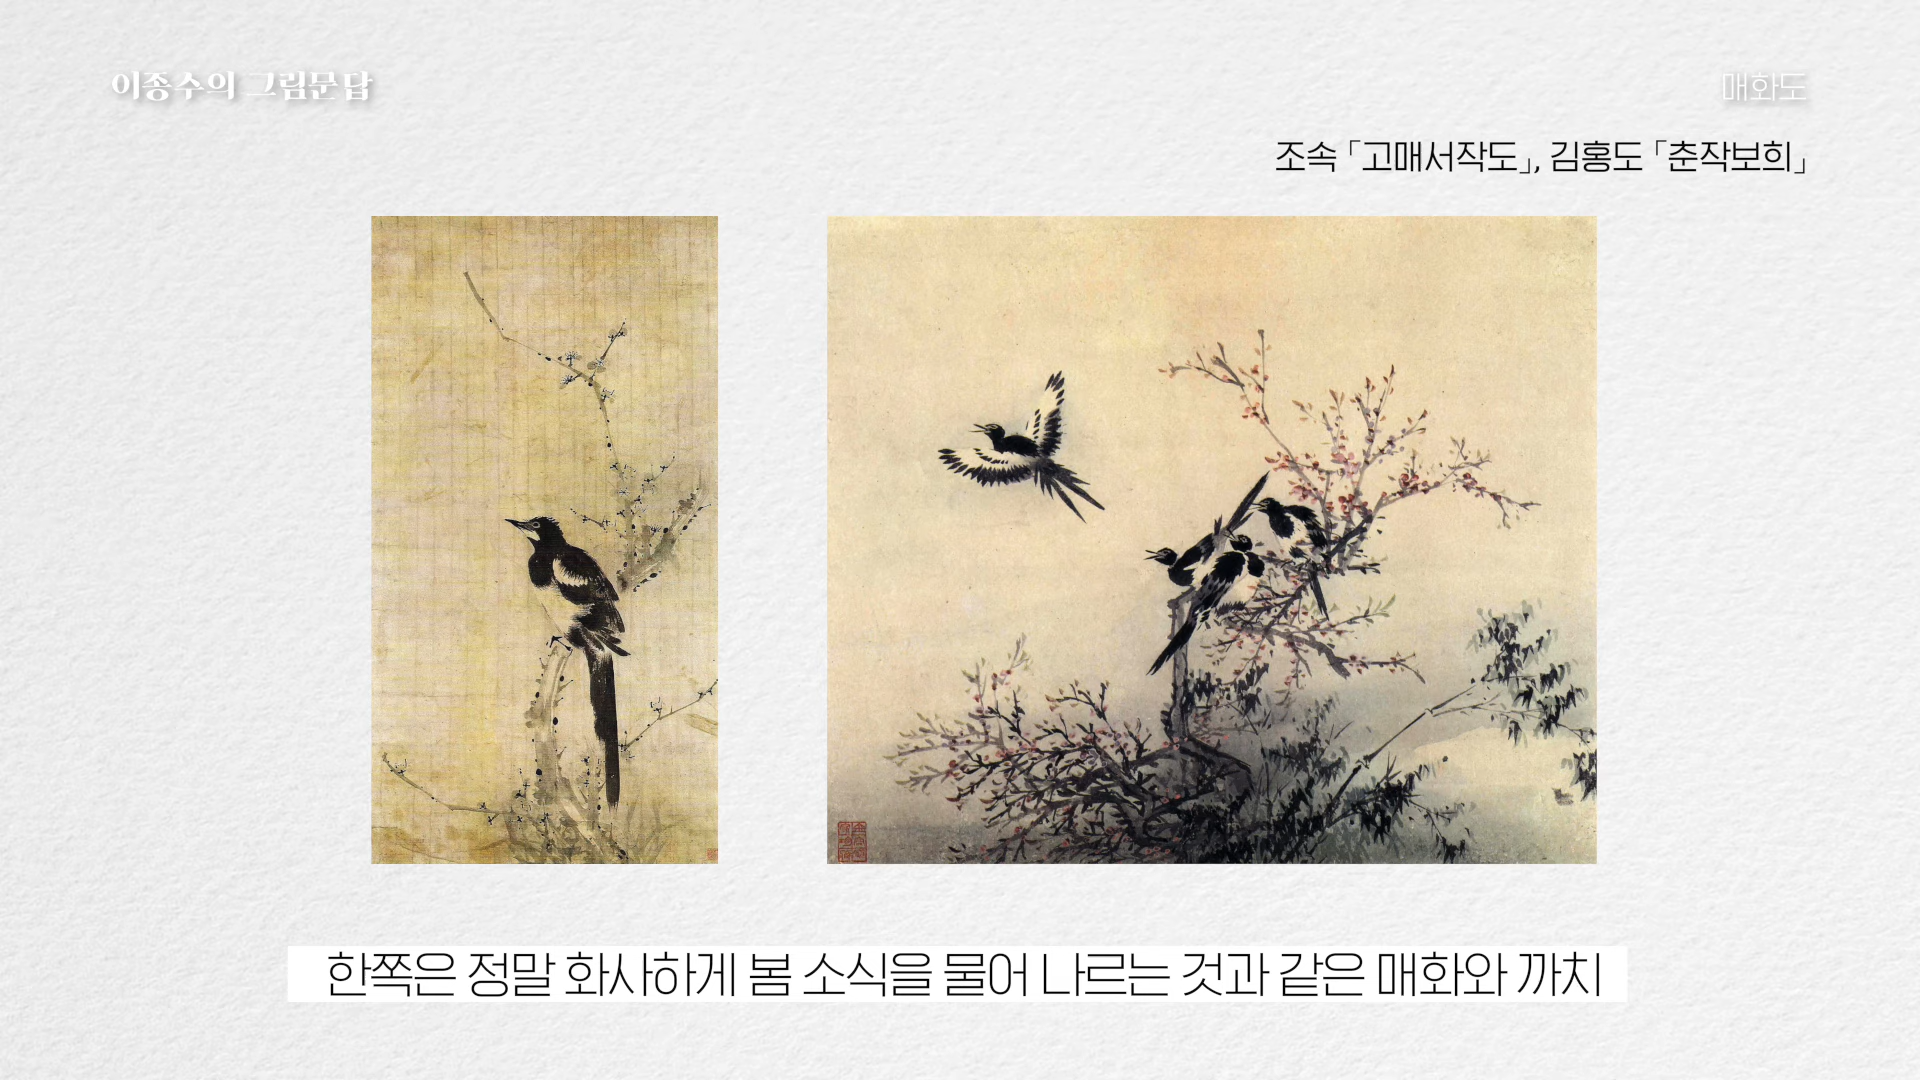 이종수의 그림문답
매화도
조속 「고매서작도」, 김홍도 「춘작보희」
한쪽은 정말 화사하게 봄 소식을 물어 나르는 것과 같은 매화와 까치